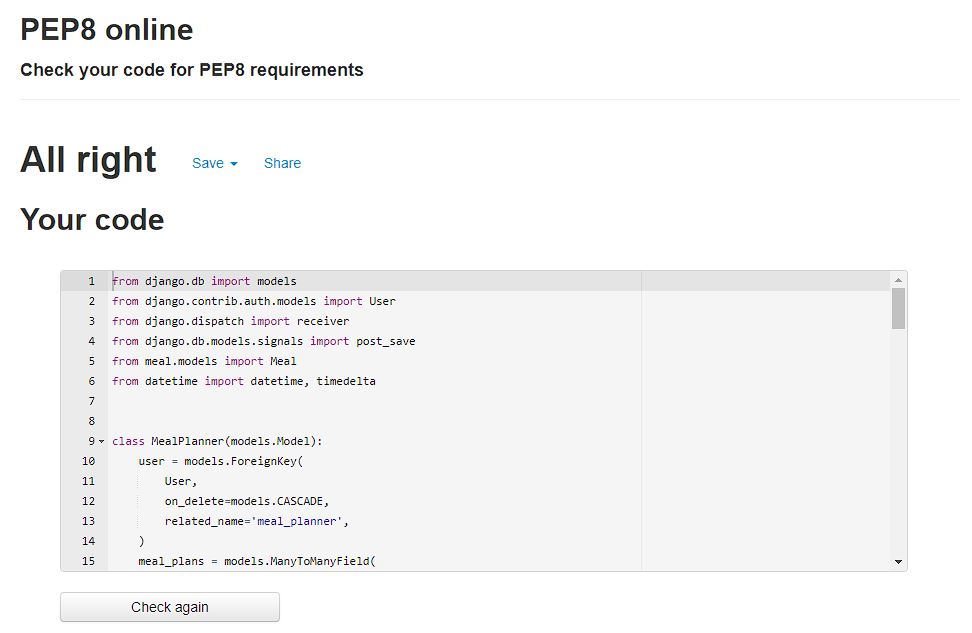 PEP8 online
Check your code for PEP8 requirements
All right Save Share
Your code
1 from django.db import models
2 from django.contrib.auth.models import User
3 from django.dispatch import receiver
4 from django.db.models.signals import post_save
5 from meal.models import Meal
6 from datetime import datetime, timedelta
7
8
9 class MealPlanner(models.Model):
10     user = models.ForeignKey(
11         User,
12         on_delete=models.CASCADE,
13         related_name='meal_planner',
14     )
15     meal_plans = models.ManyToManyField(
Check again